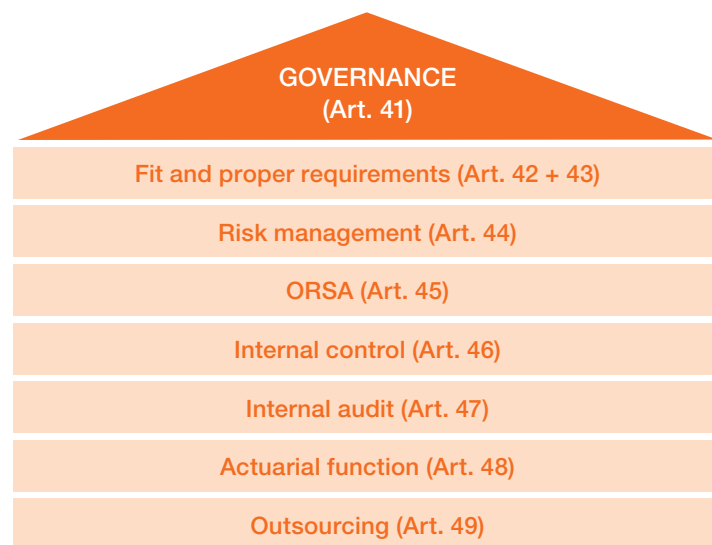 GOVERNANCE
(Art. 41)
Fit and proper requirements (Art. 42 + 43)
Risk management (Art. 44)
ORSA (Art. 45)
Internal control (Art. 46)
Internal audit (Art. 47)
Actuarial function (Art. 48)
Outsourcing (Art. 49)